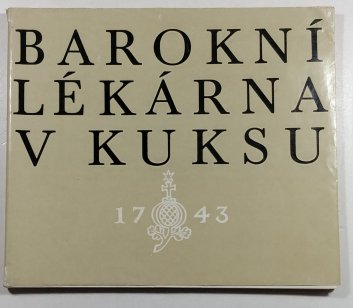 BAROKNÍ
LÉKÁRNA
V KUKSU
17 43